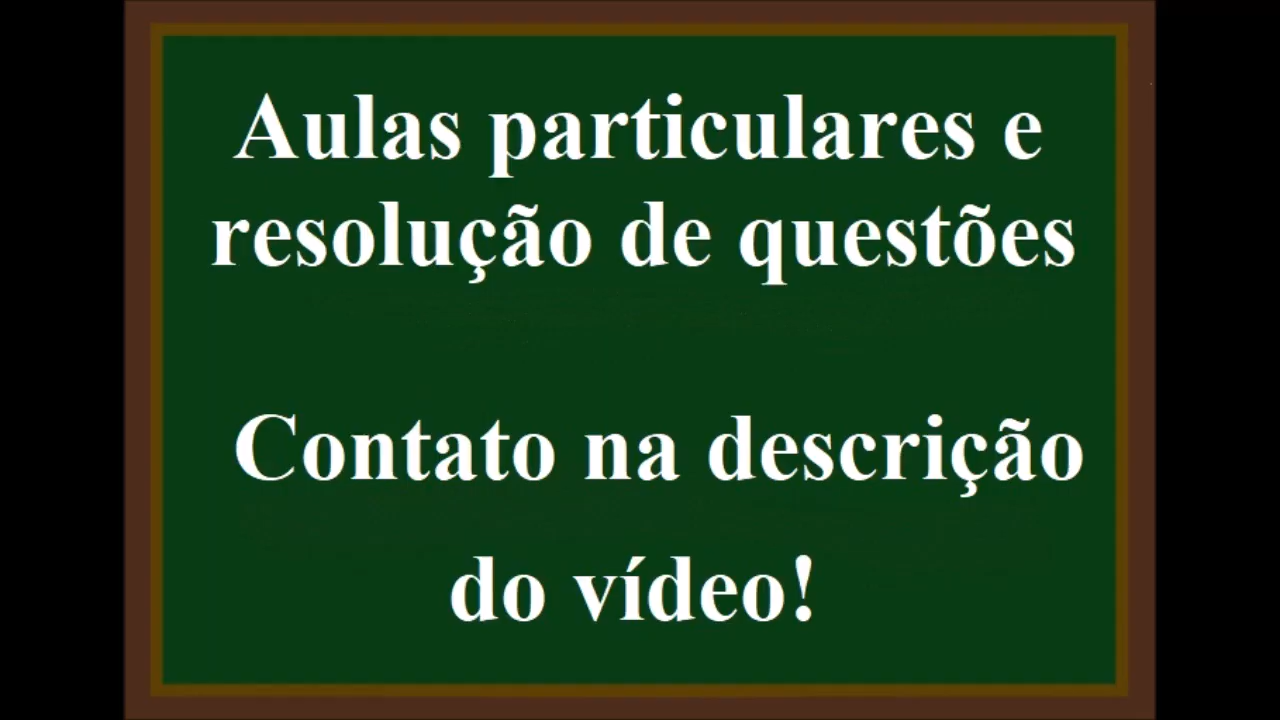 Aulas particulares e
resolução de questões
Contato na descrição
do vídeo!